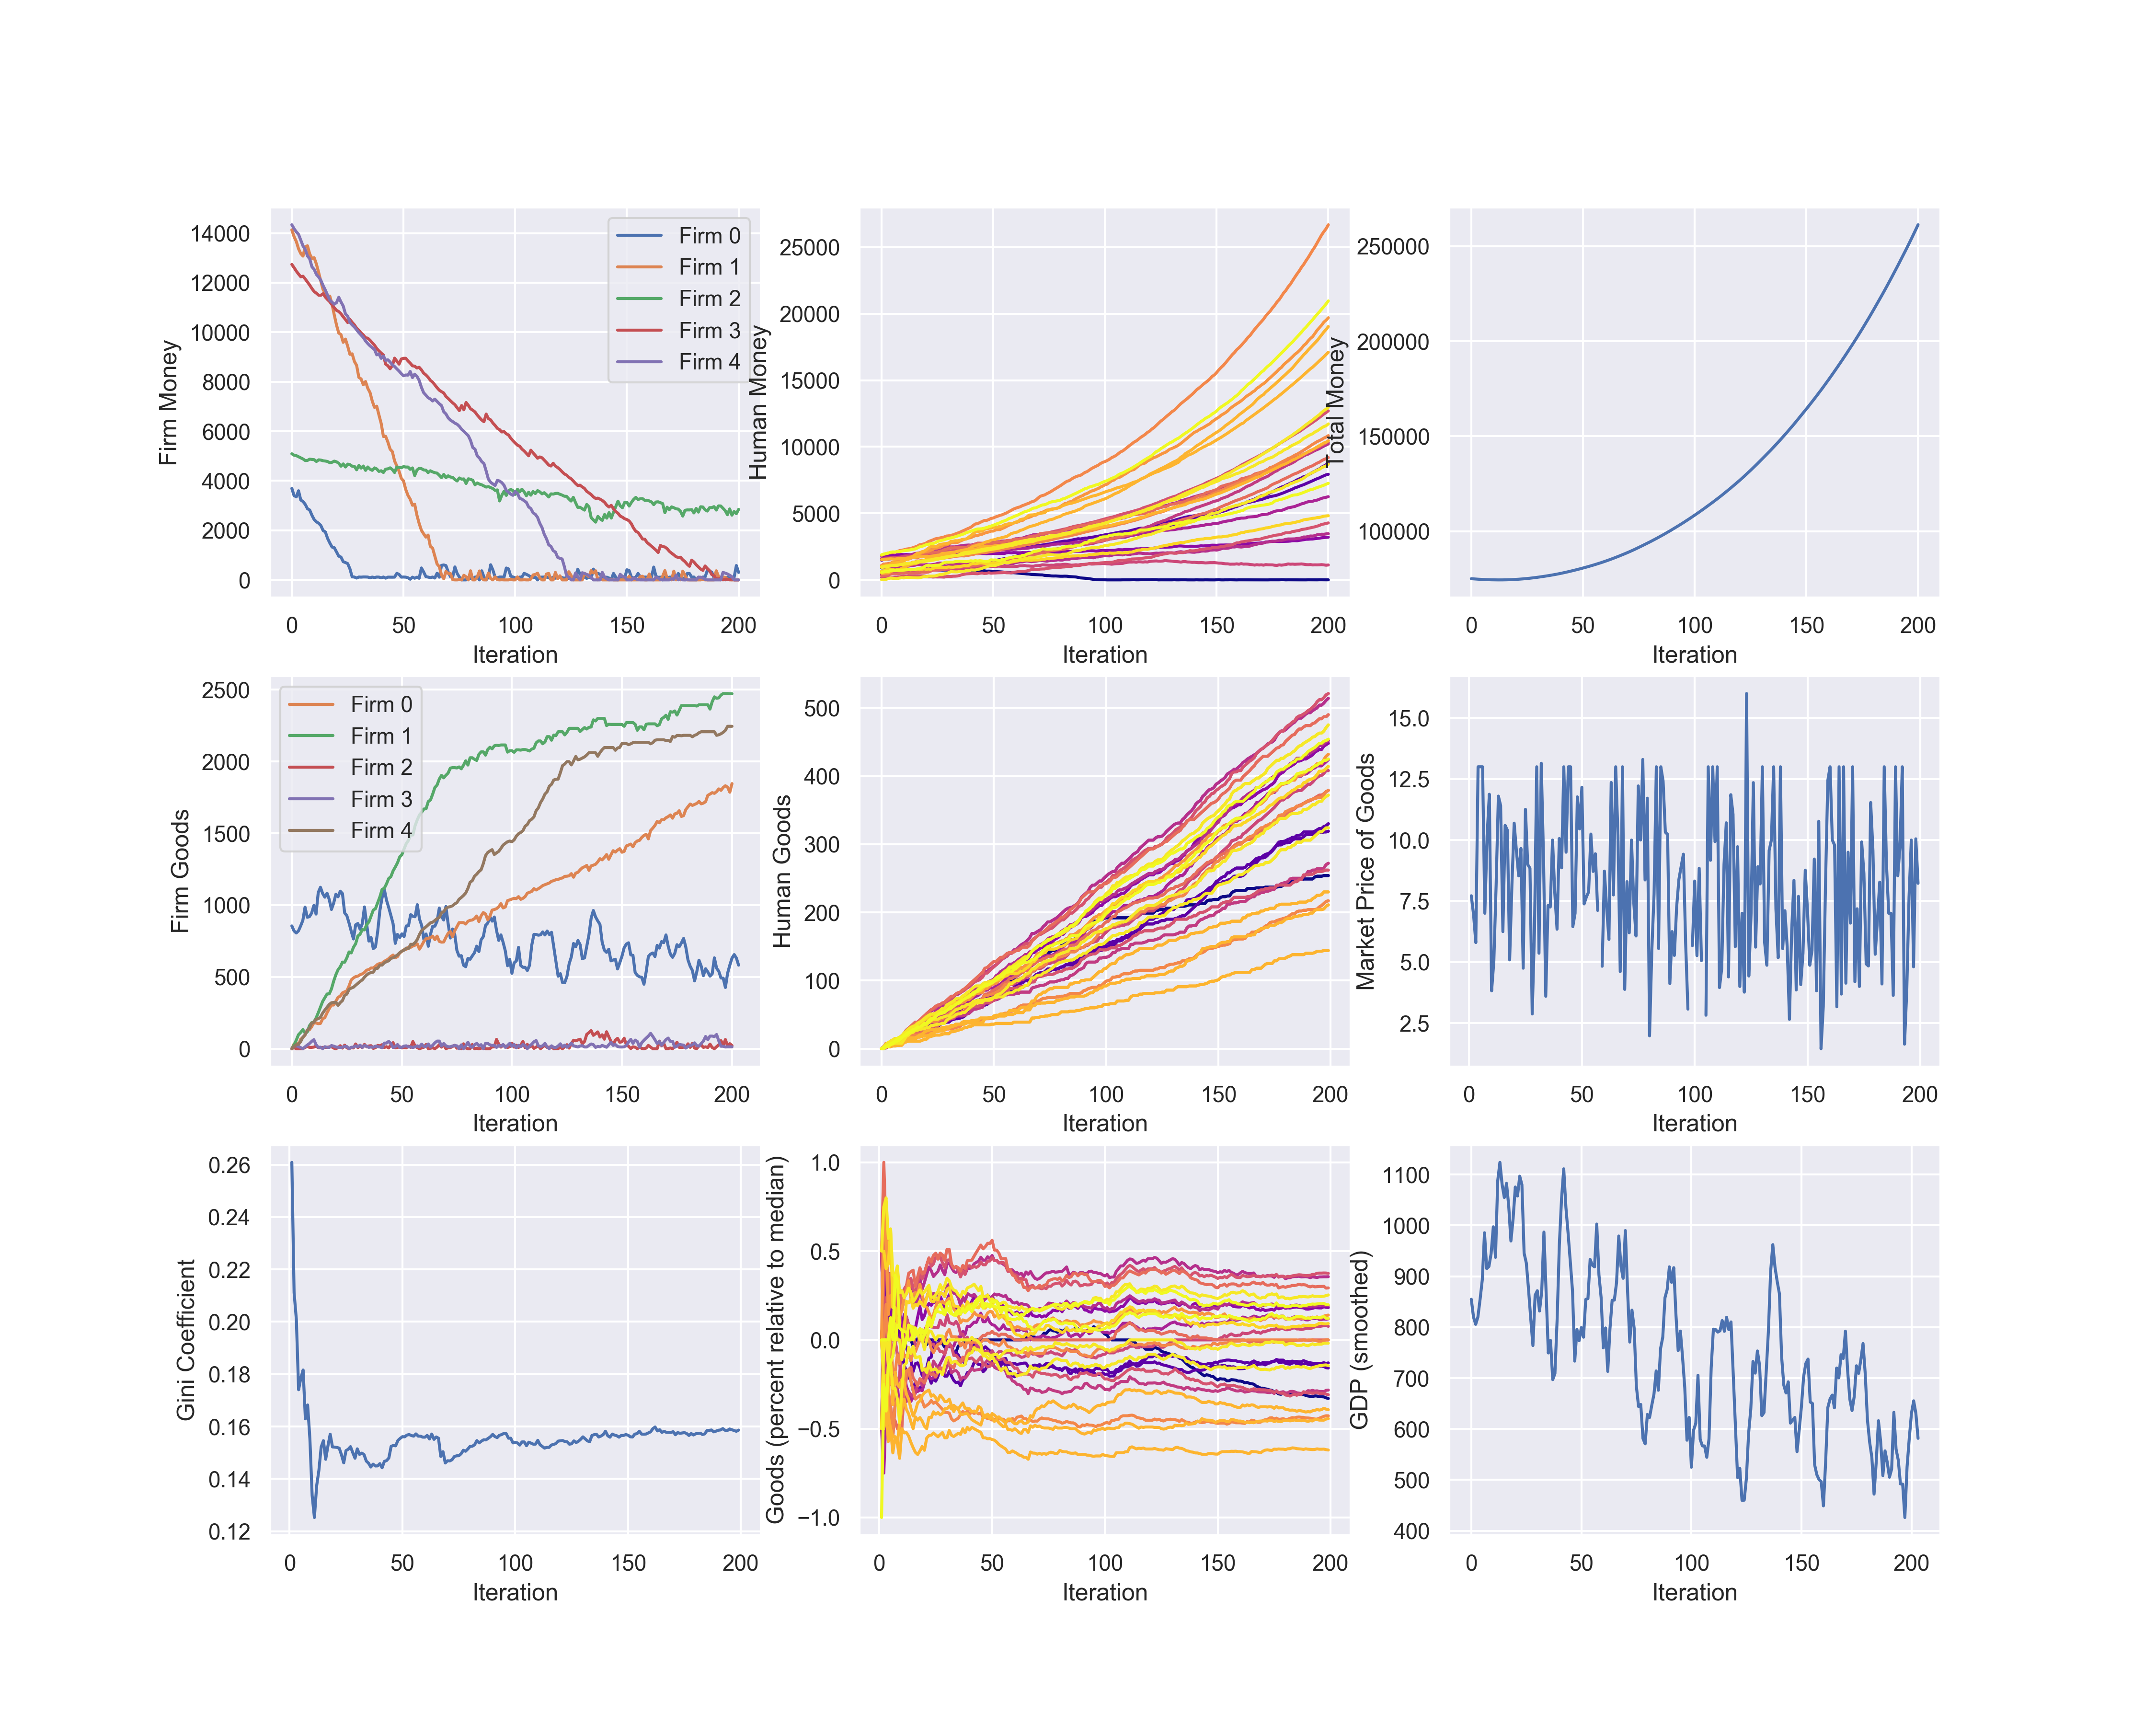 Firm Money
14000
12000
10000
8000
6000
4000
2000
0
Firm 0
Firm 1
Firm 2
Firm 3
Firm 4
0 50 100 150 200
Iteration
Human Money
25000
20000
15000
10000
5000
0
0 50 100 150 200
Iteration
Total Money
250000
200000
150000
100000
0 50 100 150 200
Iteration
Firm Goods
2500
2000
1500
1000
500
0
Firm 0
Firm 1
Firm 2
Firm 3
Firm 4
0 50 100 150 200
Iteration
Human Goods
500
400
300
200
100
0
0 50 100 150 200
Iteration
Market Price of Goods
15.0
12.5
10.0
7.5
5.0
2.5
0 50 100 150 200
Iteration
Gini Coefficient
0.26
0.24
0.22
0.20
0.18
0.16
0.14
0.12
0 50 100 150 200
Iteration
Goods (percent relative to median)
1.0
0.5
0.0
−0.5
−1.0
0 50 100 150 200
Iteration
GDP (smoothed)
1100
1000
900
800
700
600
500
400
0 50 100 150 200
Iteration